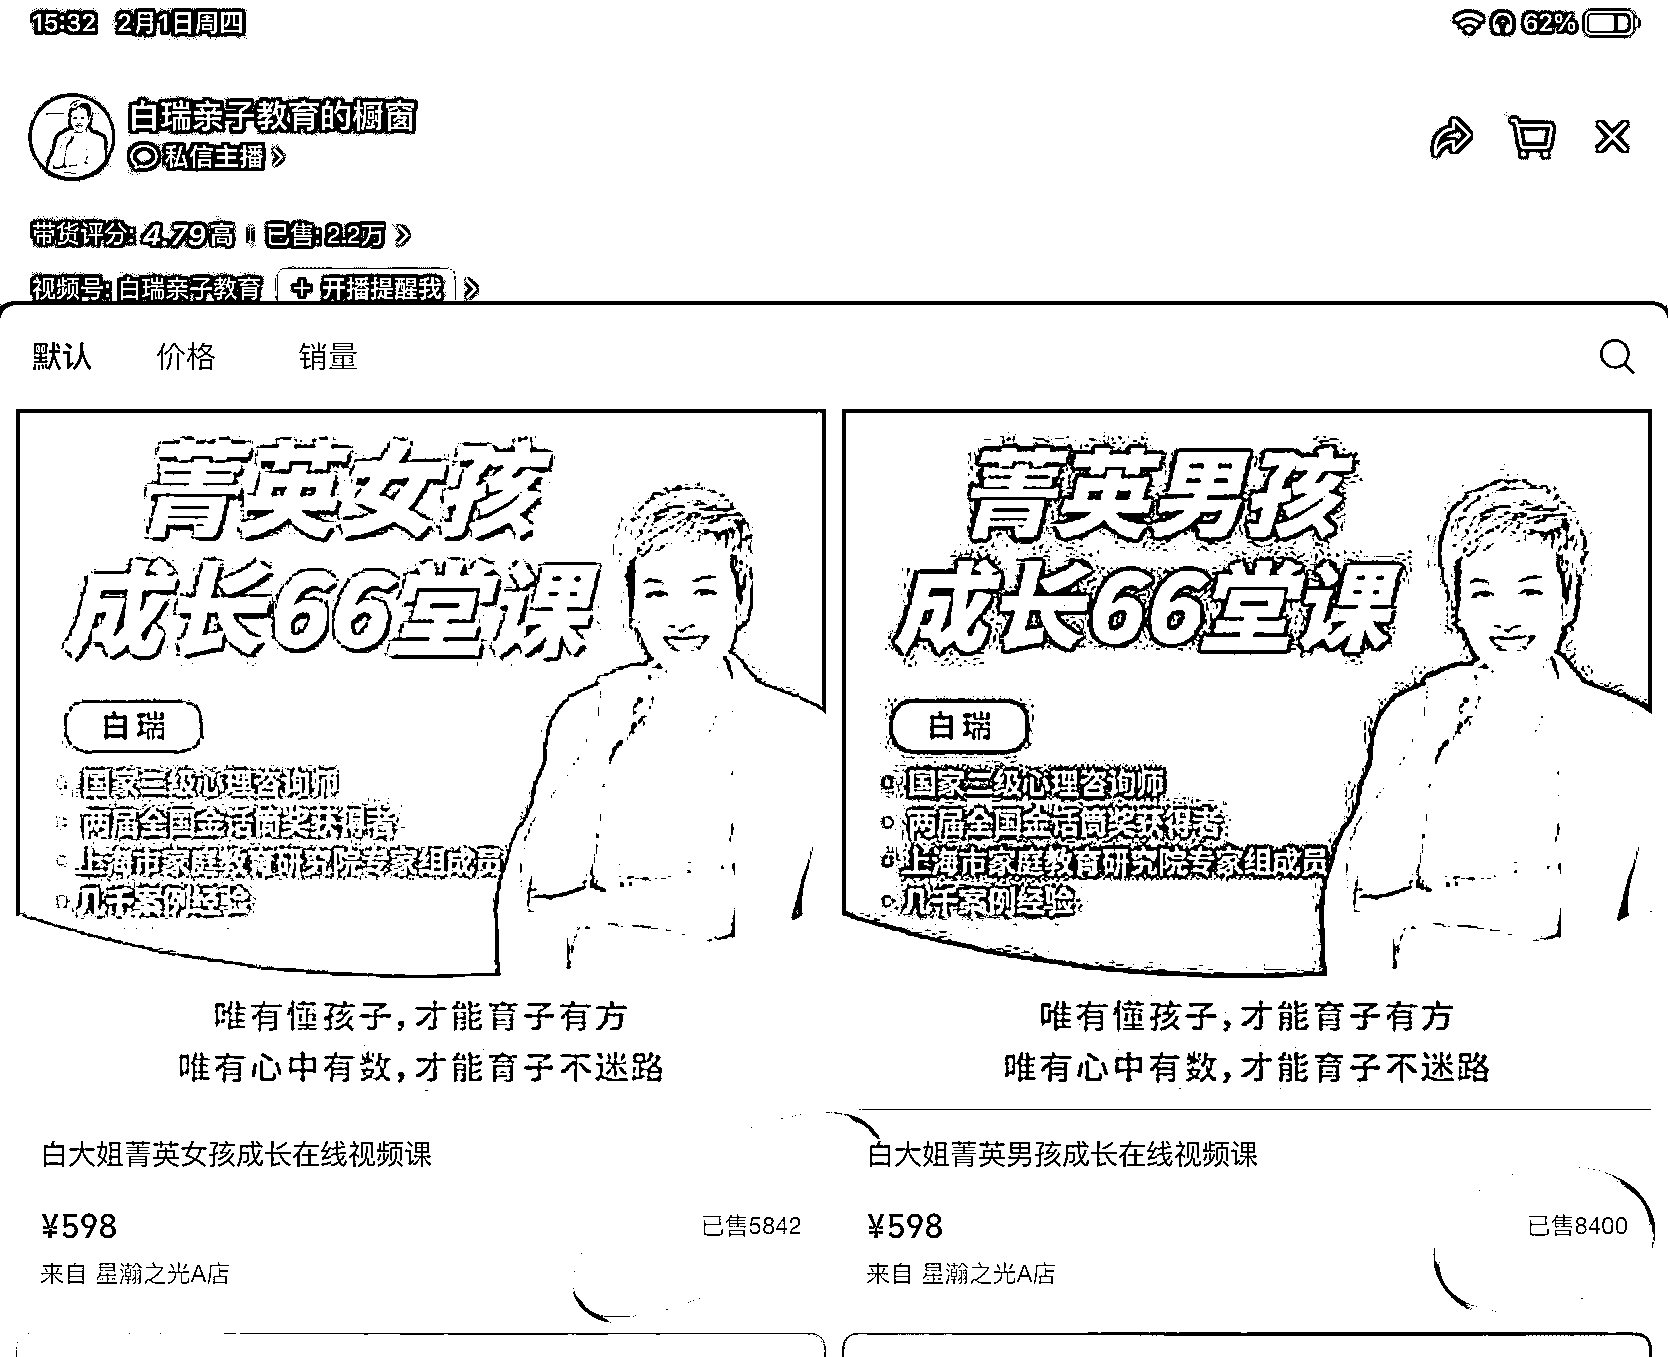 15:32 2月1日周四
62%
白瑞亲子教育的橱窗
私信主播
带货评分: 4.79 高 已售: 2.2万
视频号: 白瑞亲子教育 + 开播提醒我
默认 价格 销量
菁英女孩
成长66堂课
白瑞
国家二级心理咨询师
两届全国金话筒奖获得者
上海市家庭教育研究院专家组成员
几千案例经验
唯有懂孩子,才能育子有方
唯有心中有数,才能育子不迷路
白大姐菁英女孩成长在线视频课
¥598 已售5842
来自 星瀚之光A店
菁英男孩
成长66堂课
白瑞
国家二级心理咨询师
两届全国金话筒奖获得者
上海市家庭教育研究院专家组成员
几千案例经验
唯有懂孩子,才能育子有方
唯有心中有数,才能育子不迷路
白大姐菁英男孩成长在线视频课
¥598 已售8400
来自 星瀚之光A店